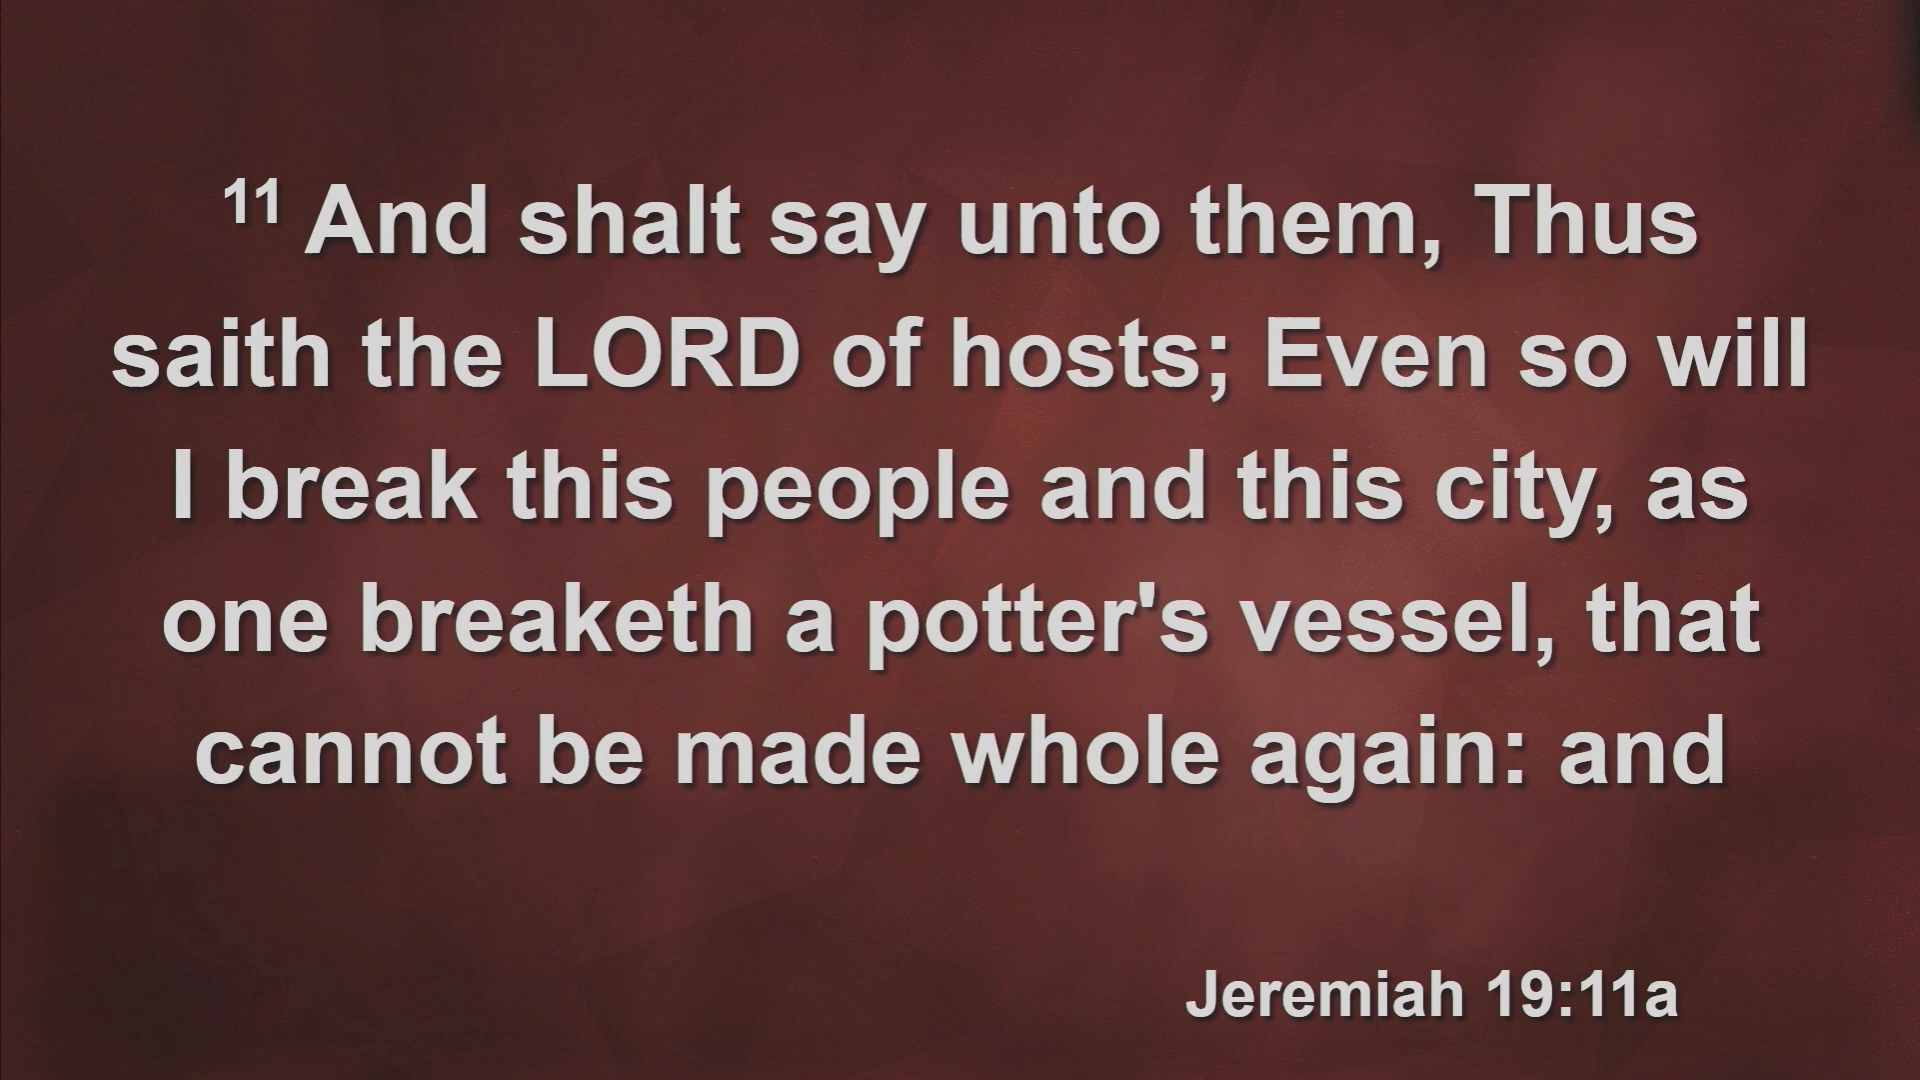 11 And shalt say unto them, Thus
saith the LORD of hosts; Even so will
I break this people and this city, as
one breaketh a potter's vessel, that
cannot be made whole again: and
Jeremiah 19:11a